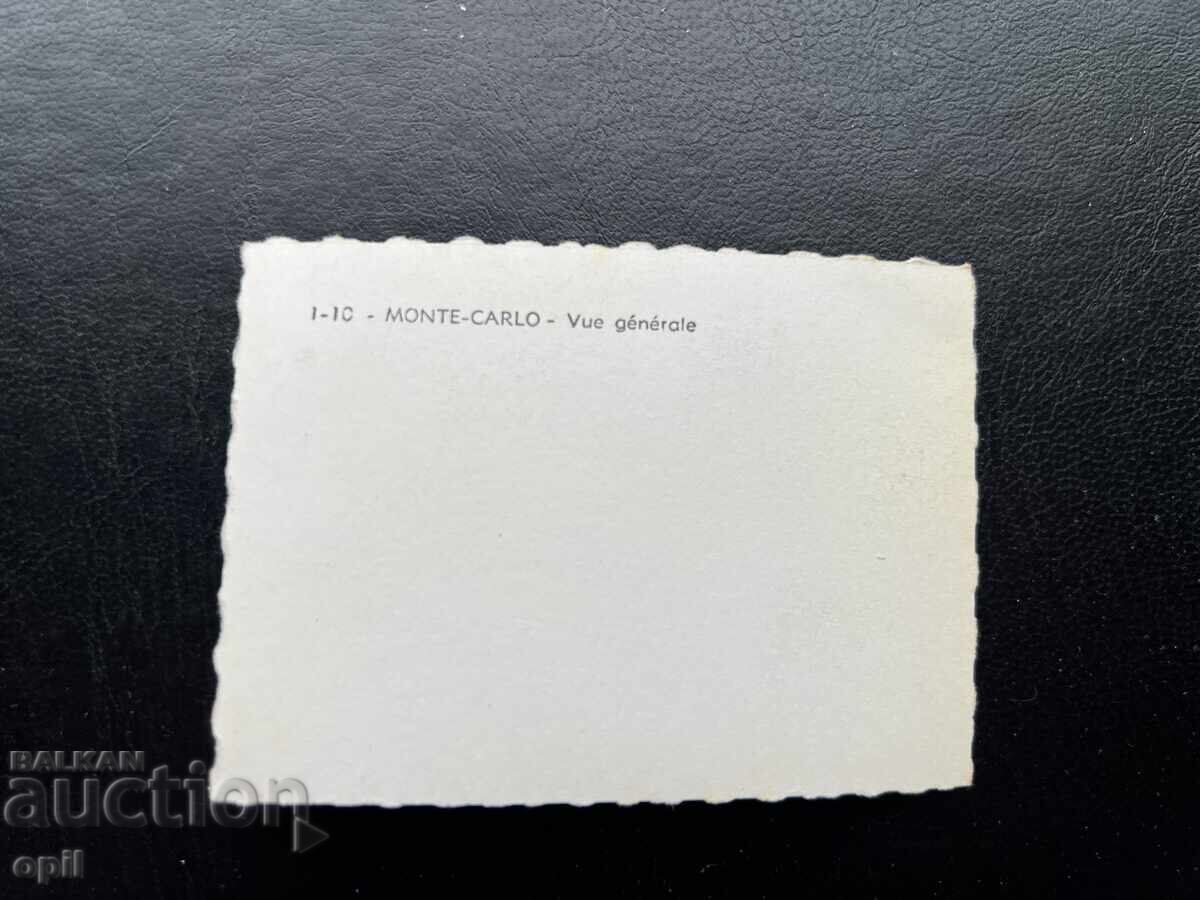 1-10 - MONTE-CARLO - Vue générale
BALKAN
auction
opil